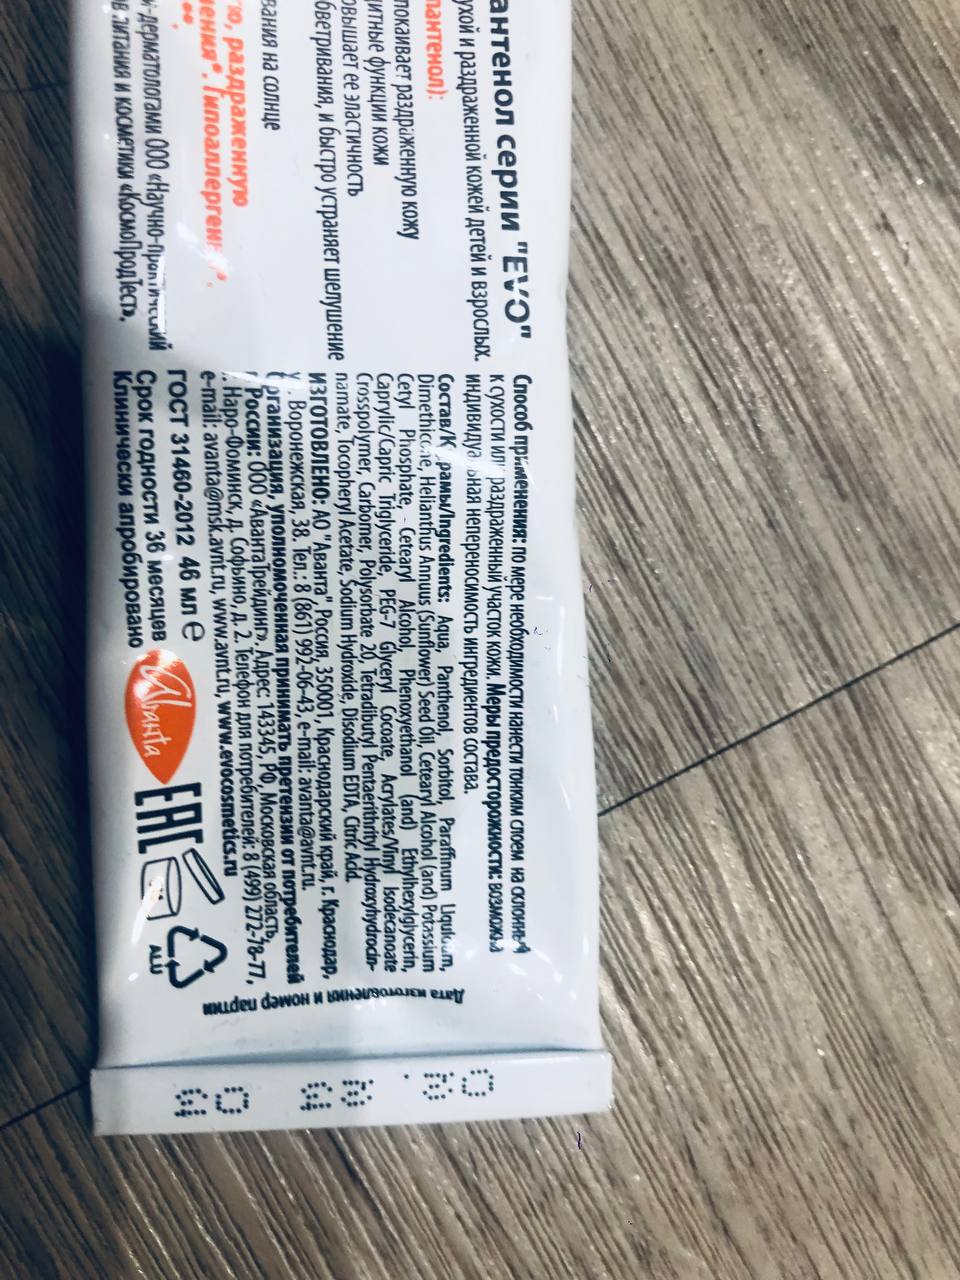 антенол серии "EVO"
ухой и раздраженной кожей детей и взрослых.
пантенол):
покаивает раздраженную кожу
щитные функции кожи
овышает ее эластичность
бветривания, и быстро устраняет шелушение
вания на солнце
ю, раздраженную
ения*. Гипоаллерген
и-дерматологами ООО «Научно-практический
питания и косметики «КосмоПродТест».
Способ применения: по мере необходимости нанести тонким слоем на склонный
к сухости или раздраженный участок кожи. Меры предосторожности: возможна
индивидуальная непереносимость ингредиентов состава.
Состав/Ingredients: Aqua, Panthenol, Sorbitol, Paraffinum Liquidum,
Dimethicone, Helianthus Annuus (Sunflower) Seed Oil, Cetearyl Alcohol (and) Potassium
Cetyl Phosphate, Cetearyl Alcohol, Phenoxyethanol (and) Ethylhexylglycerin,
Caprylic/Capric Triglyceride, PEG-7 Glyceryl Cocoate, Acrylates/Vinyl Isodecanoate
Crosspolymer, Carbomer, Polysorbate 20, Tetradibutyl Pentaerithrityl Hydroxyhydrocin-
namate, Tocopheryl Acetate, Sodium Hydroxide, Disodium EDTA, Citric Acid.
ИЗГОТОВЛЕНО: АО "Аванта", Россия, 350001, Краснодарский край, г. Краснодар,
Воронежская, 38. Тел.: 8 (861) 992-06-43, e-mail: avanta@avnt.ru.
Организация, уполномоченная принимать претензии от потребителей
России: ООО «АвантаТрейдинг». Адрес: 143345, РФ, Московская область,
Наро-Фоминск, д. Софьино, д. 2. Телефон для потребителей: 8 (499) 272-78-77,
e-mail: avanta@msk.avnt.ru, www.avnt.ru, www.evocosmetics.ru
ГОСТ 31460-2012 46 мл e
Срок годности 36 месяцев
Клинически апробировано
Avanta
EAC
ALU
Дата изготовления и номер партии